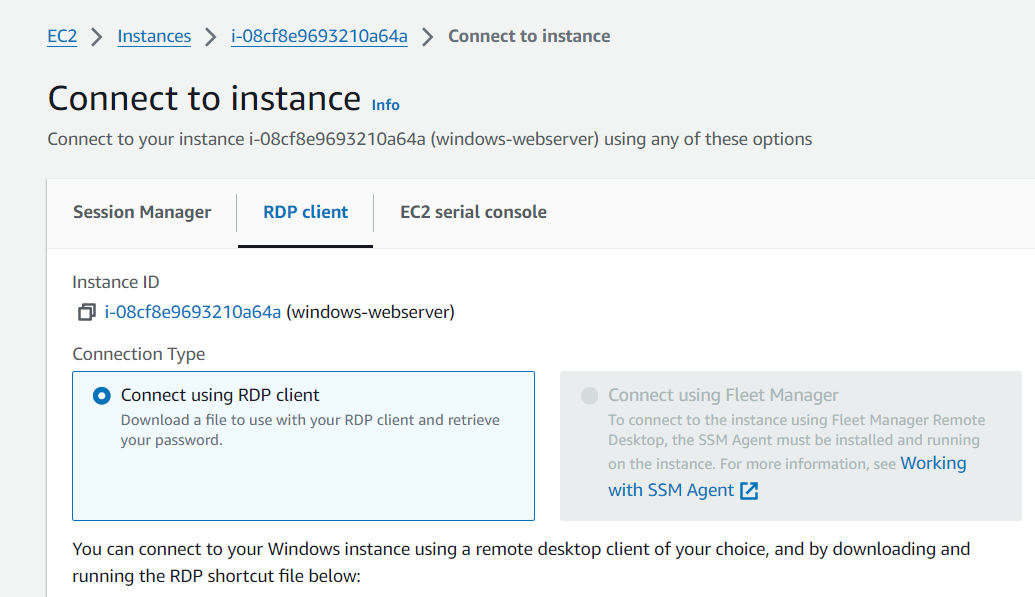 EC2 > Instances > i-08cf8e9693210a64a > Connect to instance
Connect to instance Info
Connect to your instance i-08cf8e9693210a64a (windows-webserver) using any of these options
Session Manager
RDP client
EC2 serial console
Instance ID
i-08cf8e9693210a64a (windows-webserver)
Connection Type
Connect using RDP client
Download a file to use with your RDP client and retrieve
your password.
Connect using Fleet Manager
To connect to the instance using Fleet Manager Remote
Desktop, the SSM Agent must be installed and running
on the instance. For more information, see Working
with SSM Agent
You can connect to your Windows instance using a remote desktop client of your choice, and by downloading and
running the RDP shortcut file below: